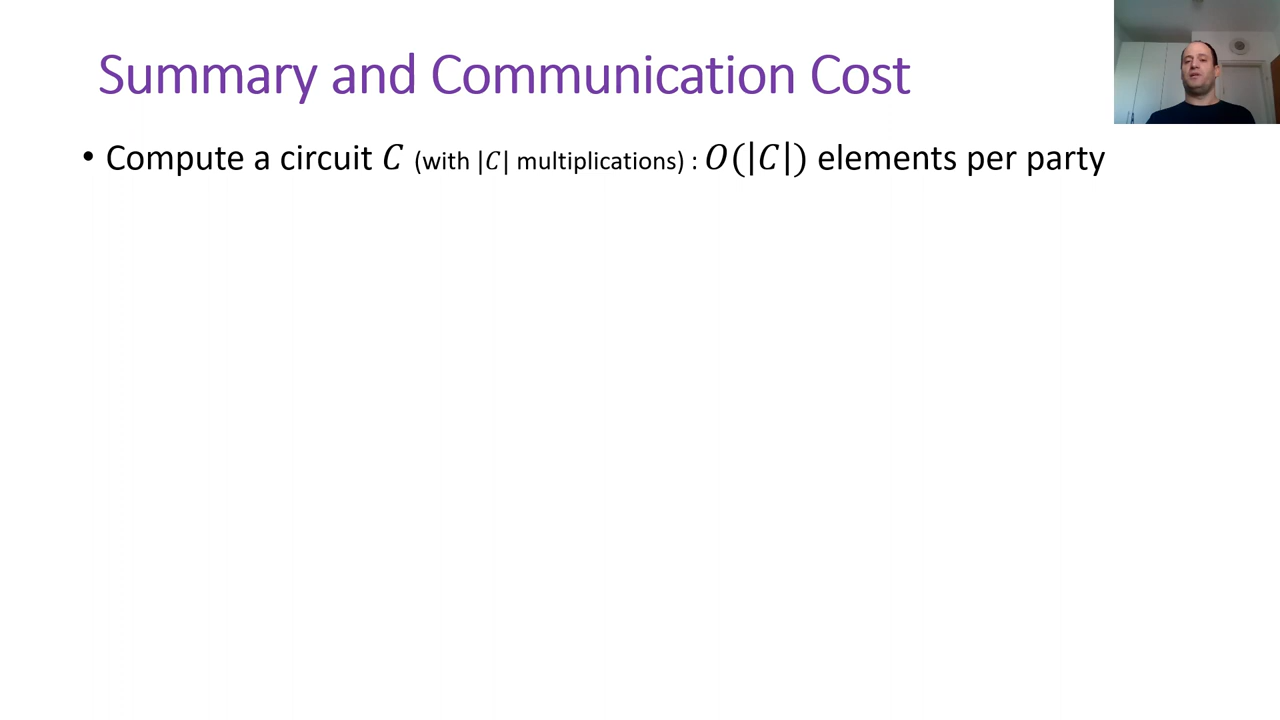 Summary and Communication Cost
• Compute a circuit 𝐶 (with |𝐶| multiplications) : 𝑂(|𝐶|) elements per party